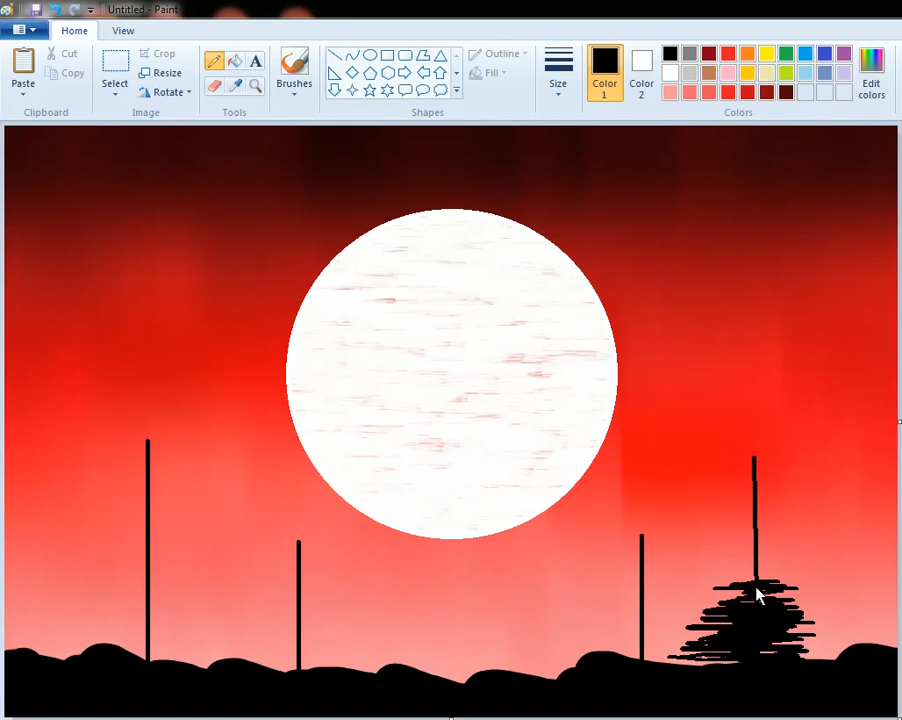 Untitled - Paint
Home View
Paste
Cut
Copy
Clipboard
Select
Crop
Resize
Rotate
Image
A
Tools
Brushes
Outline
Fill
Shapes
Size
Color
1
Color
2
Edit
colors
Colors